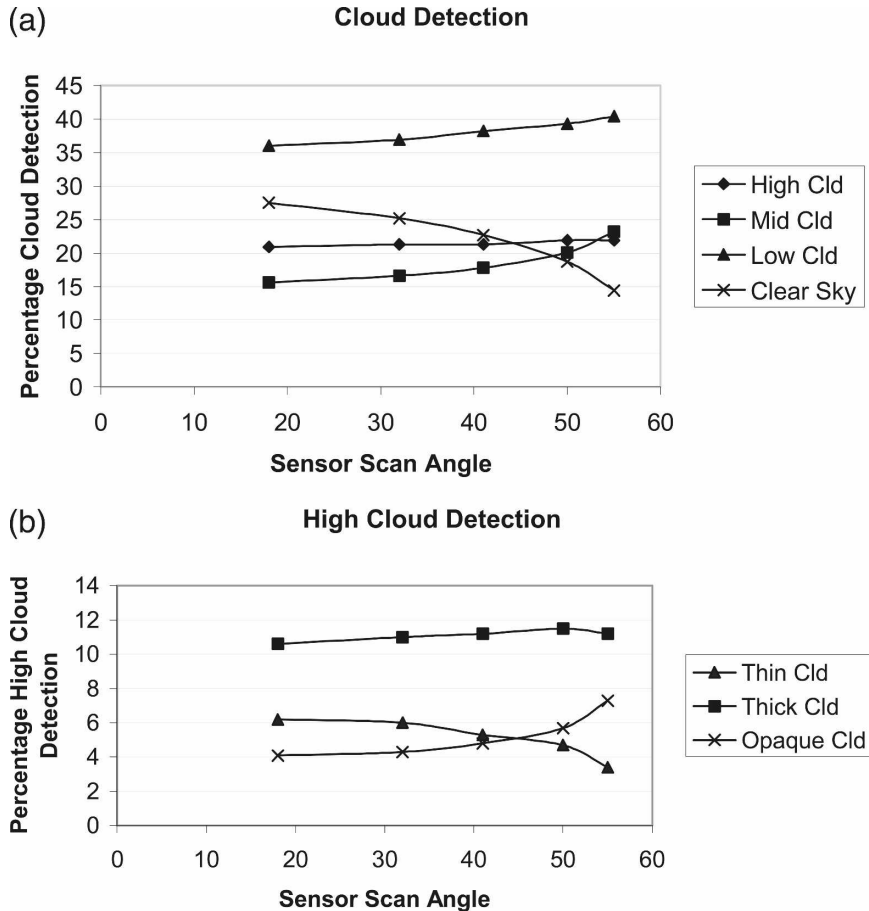 (a)
Cloud Detection
Percentage Cloud Detection
45
40
35
30
25
20
15
10
5
0
0 10 20 30 40 50 60
Sensor Scan Angle
High Cld
Mid Cld
Low Cld
Clear Sky
(b)
High Cloud Detection
Percentage High Cloud
Detection
14
12
10
8
6
4
2
0
0 10 20 30 40 50 60
Sensor Scan Angle
Thin Cld
Thick Cld
Opaque Cld